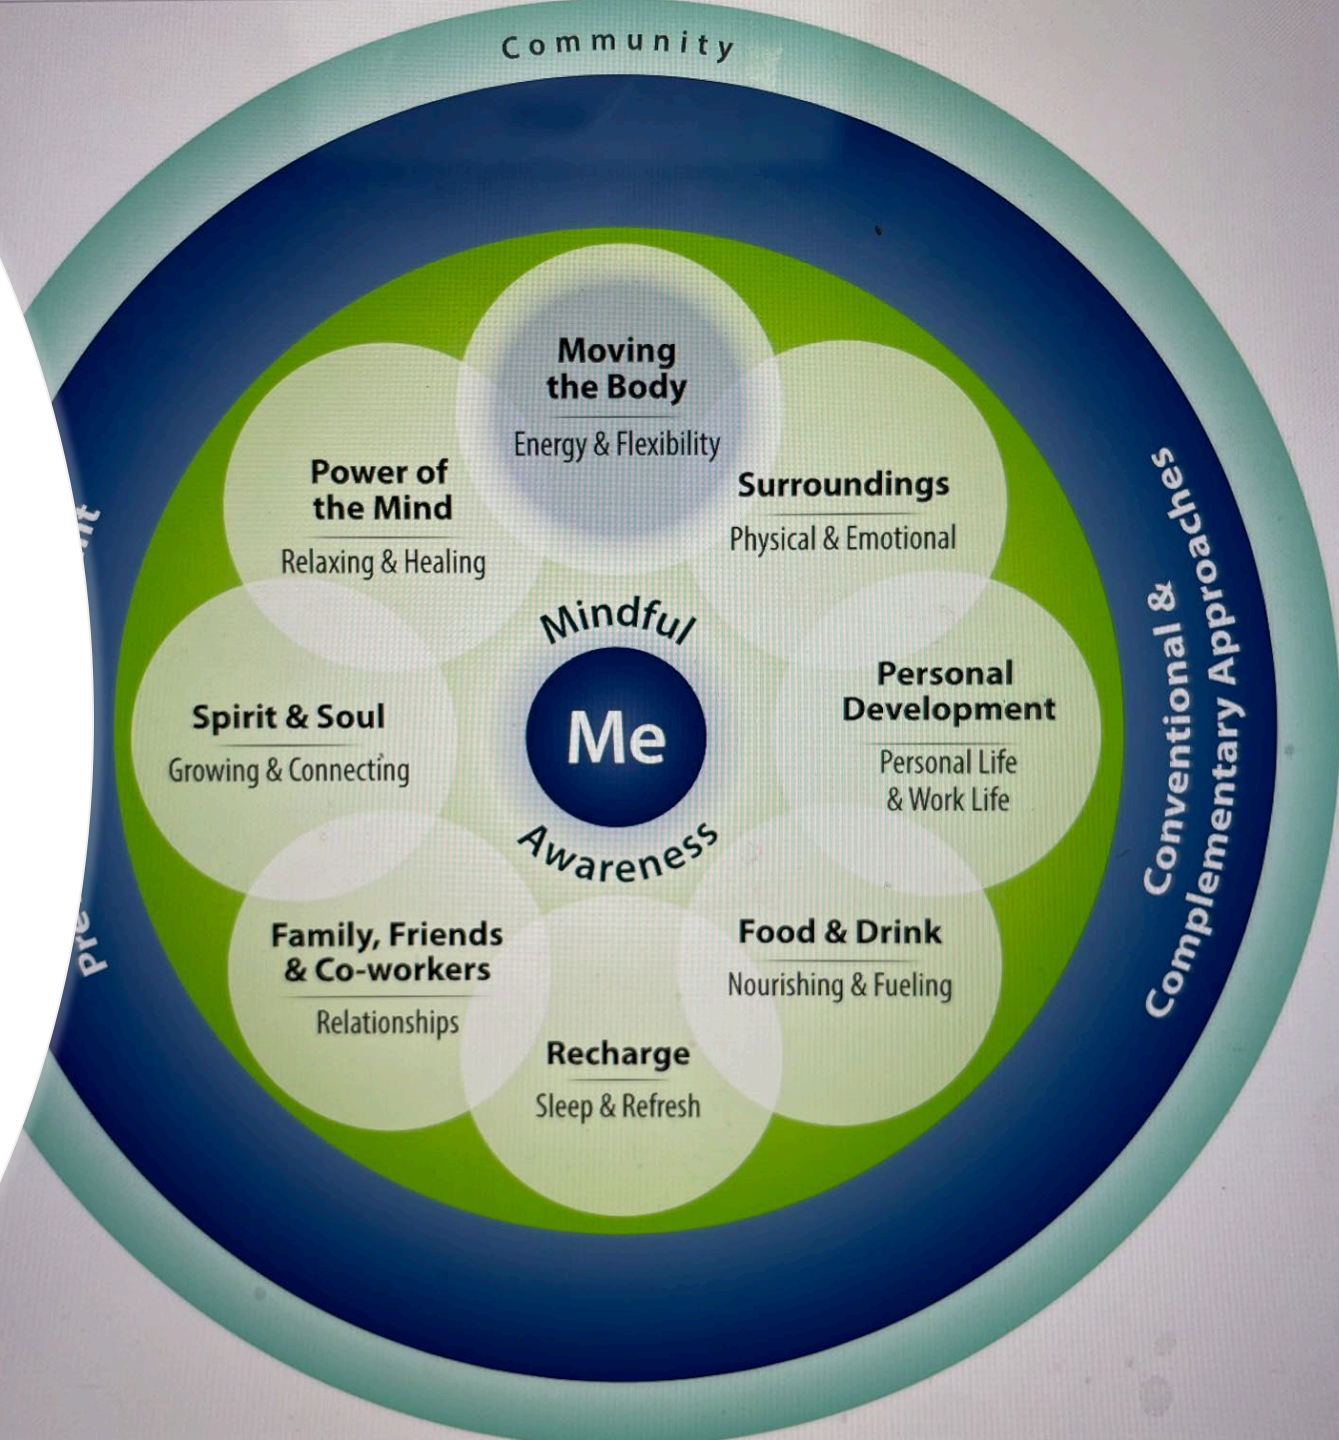 Community
Moving
the Body
Energy & Flexibility
Surroundings
Physical & Emotional
Personal
Development
Personal Life
& Work Life
Food & Drink
Nourishing & Fueling
Recharge
Sleep & Refresh
Family, Friends
& Co-workers
Relationships
Spirit & Soul
Growing & Connecting
Power of
the Mind
Relaxing & Healing
Mindful
Me
Awareness
Conventional &
Complementary Approaches